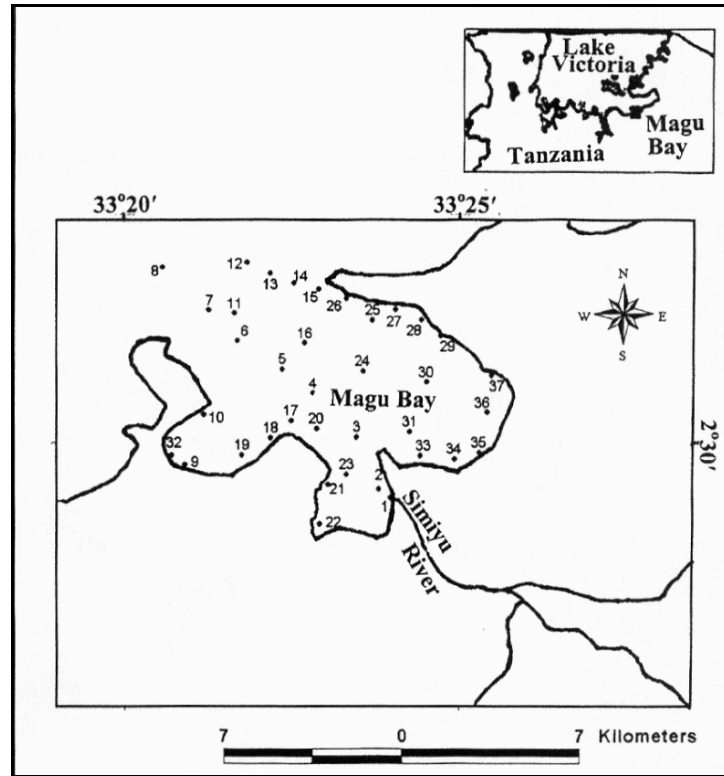 Lake
Victoria
Magu
Bay
Tanzania
33°20' 33°25'
8 12 13 14 15 26 25 27 28 29
7 11 6 16
5 24 30 37
4 Magu Bay 36
10 17 20 3 31
32 9 19 18 33 34 35
2°30'
23 2
21 1
22
Simiyu
River
N
W E
S
7 0 7 Kilometers